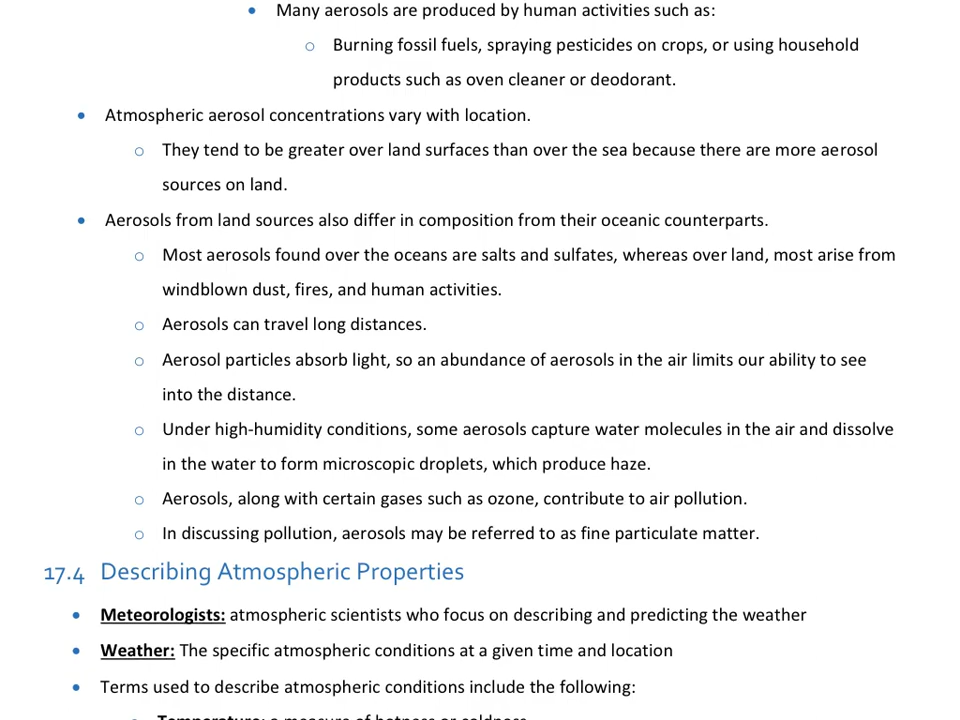 • Many aerosols are produced by human activities such as:
o Burning fossil fuels, spraying pesticides on crops, or using household
products such as oven cleaner or deodorant.
• Atmospheric aerosol concentrations vary with location.
o They tend to be greater over land surfaces than over the sea because there are more aerosol
sources on land.
• Aerosols from land sources also differ in composition from their oceanic counterparts.
o Most aerosols found over the oceans are salts and sulfates, whereas over land, most arise from
windblown dust, fires, and human activities.
o Aerosols can travel long distances.
o Aerosol particles absorb light, so an abundance of aerosols in the air limits our ability to see
into the distance.
o Under high-humidity conditions, some aerosols capture water molecules in the air and dissolve
in the water to form microscopic droplets, which produce haze.
o Aerosols, along with certain gases such as ozone, contribute to air pollution.
o In discussing pollution, aerosols may be referred to as fine particulate matter.
17.4 Describing Atmospheric Properties
• Meteorologists: atmospheric scientists who focus on describing and predicting the weather
• Weather: The specific atmospheric conditions at a given time and location
• Terms used to describe atmospheric conditions include the following:
Temperature: a measure of hotness or coldness